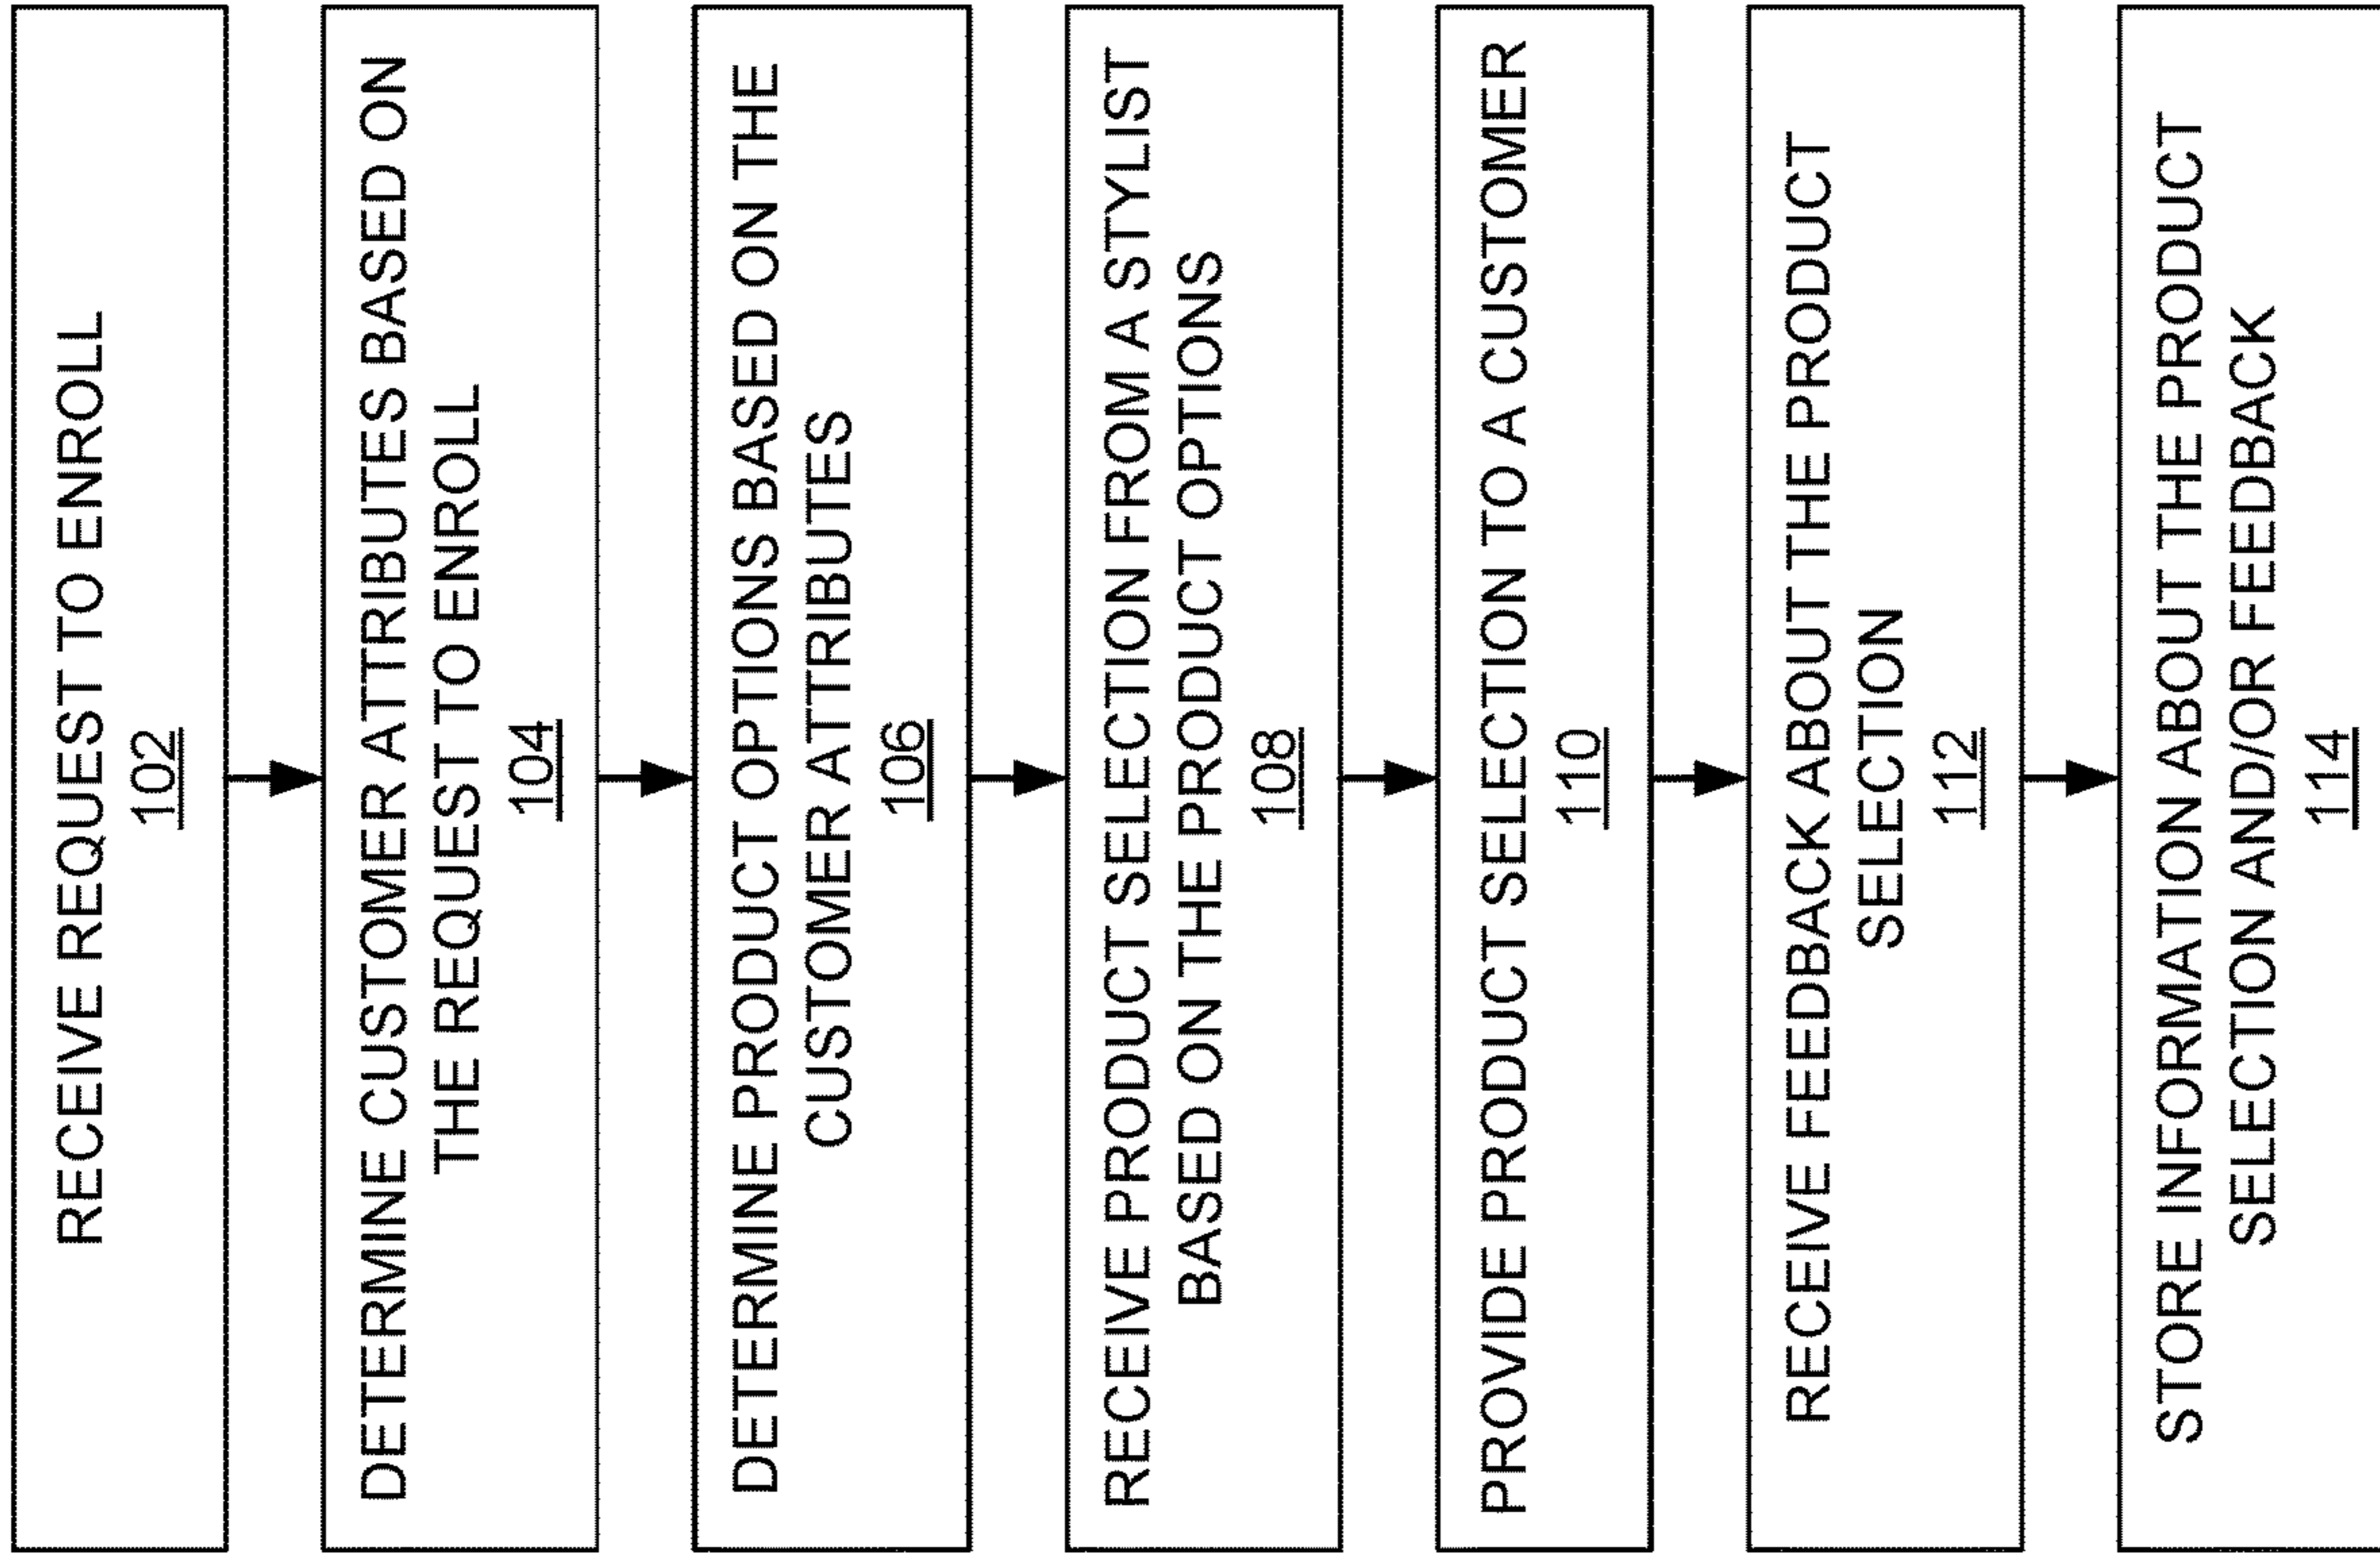 RECEIVE REQUEST TO ENROLL
102
DETERMINE CUSTOMER ATTRIBUTES BASED ON
THE REQUEST TO ENROLL
104
DETERMINE PRODUCT OPTIONS BASED ON THE
CUSTOMER ATTRIBUTES
106
RECEIVE PRODUCT SELECTION FROM A STYLIST
BASED ON THE PRODUCT OPTIONS
108
PROVIDE PRODUCT SELECTION TO A CUSTOMER
110
RECEIVE FEEDBACK ABOUT THE PRODUCT
SELECTION
112
STORE INFORMATION ABOUT THE PRODUCT
SELECTION AND/OR FEEDBACK
114